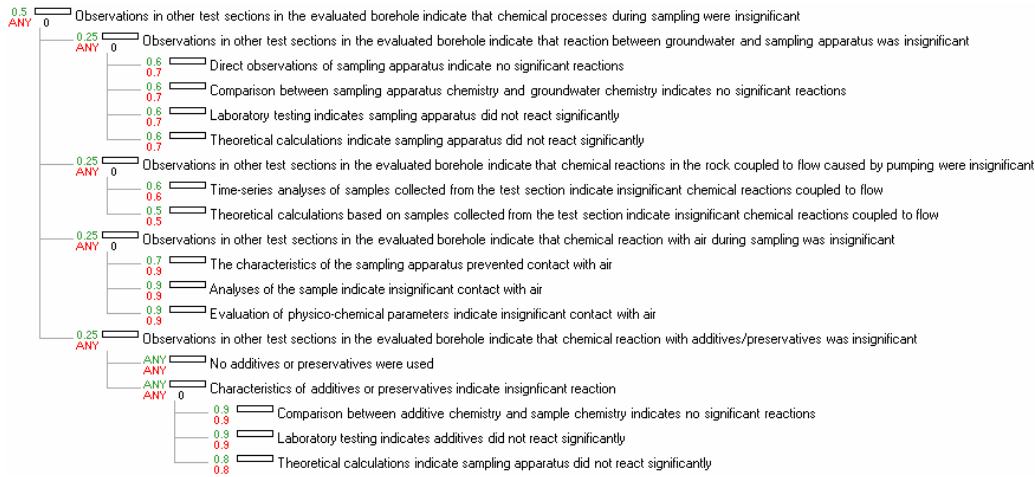 0.5 Observations in other test sections in the evaluated borehole indicate that chemical processes during sampling were insignificant
ANY 0
0.25 Observations in other test sections in the evaluated borehole indicate that reaction between groundwater and sampling apparatus was insignificant
ANY 0
0.6 Direct observations of sampling apparatus indicate no significant reactions
0.7
0.6 Comparison between sampling apparatus chemistry and groundwater chemistry indicates no significant reactions
0.7
0.6 Laboratory testing indicates sampling apparatus did not react significantly
0.7
0.6 Theoretical calculations indicate sampling apparatus did not react significantly
0.7
0.25 Observations in other test sections in the evaluated borehole indicate that chemical reactions in the rock coupled to flow caused by pumping were insignificant
ANY 0
0.6 Time-series analyses of samples collected from the test section indicate insignificant chemical reactions coupled to flow
0.6
0.5 Theoretical calculations based on samples collected from the test section indicate insignificant chemical reactions coupled to flow
0.5
0.25 Observations in other test sections in the evaluated borehole indicate that chemical reaction with air during sampling was insignificant
ANY 0
0.7 The characteristics of the sampling apparatus prevented contact with air
0.9
0.9 Analyses of the sample indicate insignificant contact with air
0.9
0.9 Evaluation of physico-chemical parameters indicate insignificant contact with air
0.9
0.25 Observations in other test sections in the evaluated borehole indicate that chemical reaction with additives/preservatives was insignificant
ANY 0
ANY No additives or preservatives were used
ANY
ANY Characteristics of additives or preservatives indicate insignficant reaction
ANY 0
0.9 Comparison between additive chemistry and sample chemistry indicates no significant reactions
0.9
0.9 Laboratory testing indicates additives did not react significantly
0.9
0.8 Theoretical calculations indicate sampling apparatus did not react significantly
0.8